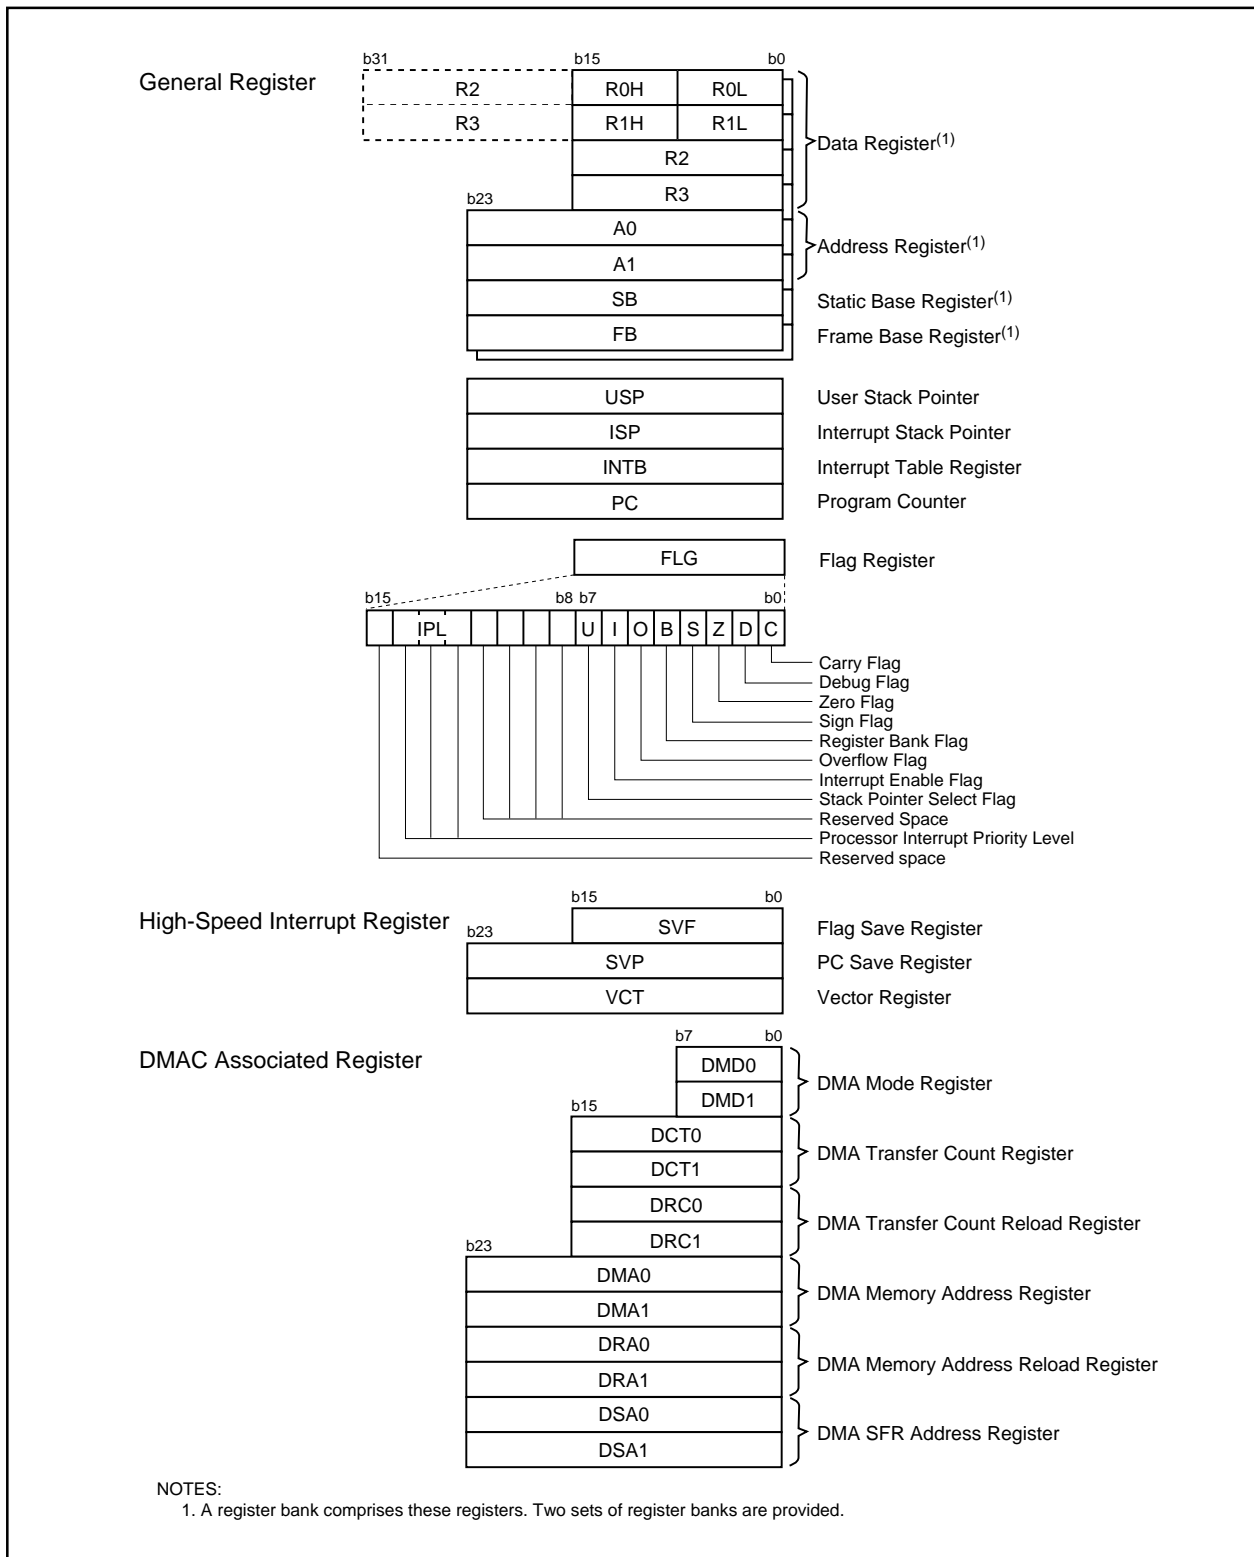 b31 b15 b0
General Register
R2 R0H R0L
R3 R1H R1L
Data Register(1)
R2
R3
b23
A0
A1
Address Register(1)
SB Static Base Register(1)
FB Frame Base Register(1)
USP User Stack Pointer
ISP Interrupt Stack Pointer
INTB Interrupt Table Register
PC Program Counter
FLG Flag Register
b15 b8 b7 b0
IPL U I O B S Z D C
Carry Flag
Debug Flag
Zero Flag
Sign Flag
Register Bank Flag
Overflow Flag
Interrupt Enable Flag
Stack Pointer Select Flag
Reserved Space
Processor Interrupt Priority Level
Reserved space
High-Speed Interrupt Register
b15 b0
SVF Flag Save Register
b23
SVP PC Save Register
VCT Vector Register
DMAC Associated Register
b7 b0
DMD0
DMD1
DMA Mode Register
b15
DCT0
DCT1
DMA Transfer Count Register
DRC0
DRC1
DMA Transfer Count Reload Register
b23
DMA0
DMA1
DMA Memory Address Register
DRA0
DRA1
DMA Memory Address Reload Register
DSA0
DSA1
DMA SFR Address Register
NOTES:
1. A register bank comprises these registers. Two sets of register banks are provided.